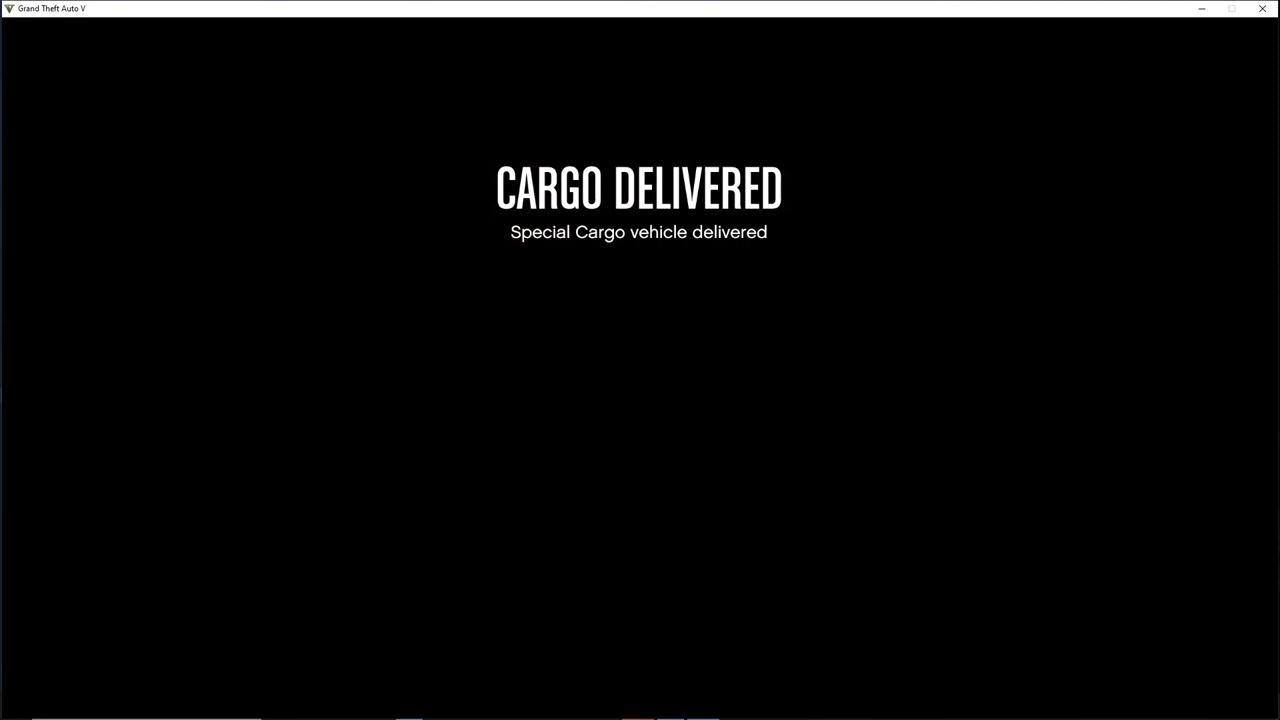 Grand Theft Auto V
CARGO DELIVERED
Special Cargo vehicle delivered